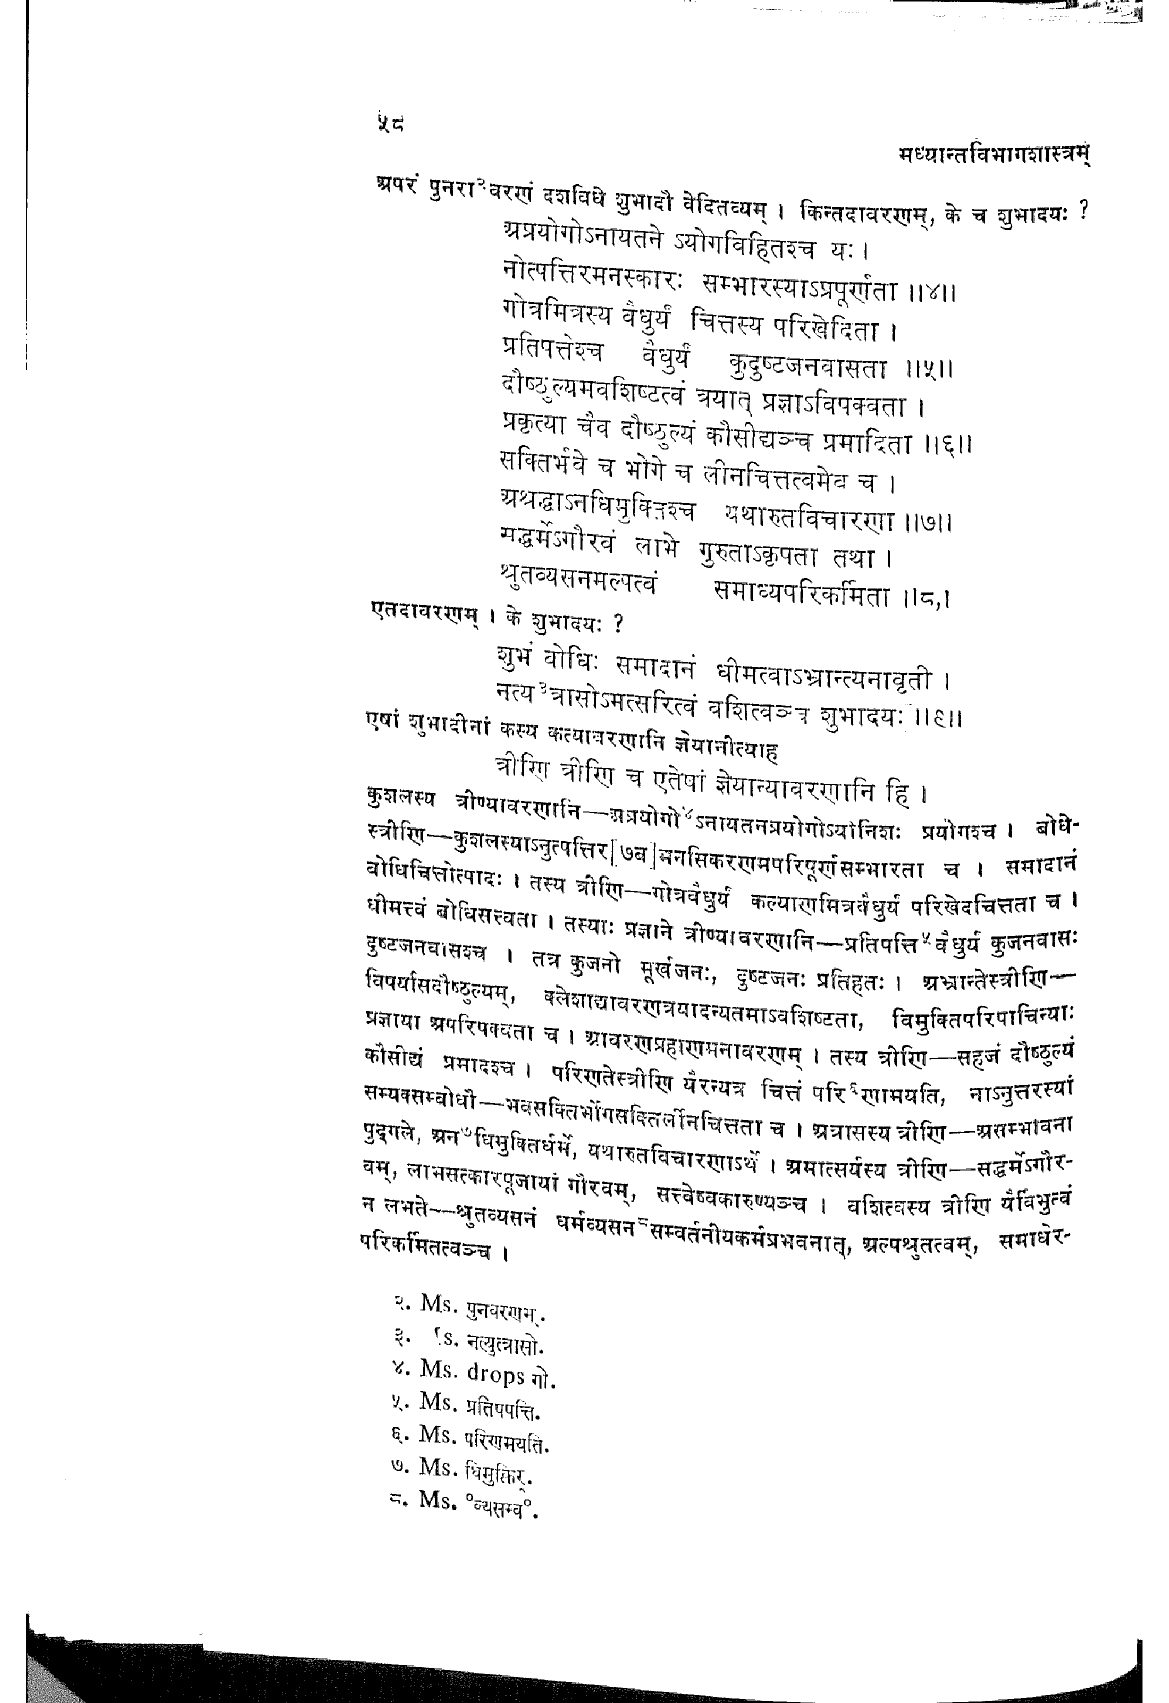 ५८
मध्यान्तविभागशास्त्रम्
अपरं पुनरा२वरणं दशविधे शुभादौ वेदितव्यम् । किन्तदावरणम्, के च शुभादयः ?
अप्रयोगोऽनायतने ऽयोगविहितश्च यः ।
नोत्पत्तिरमनस्कारः सम्भारस्याऽप्रपूर्णता ॥४॥
गोत्रमित्रस्य वैधुर्यं चित्तस्य परिखेदिता ।
प्रतिपत्तेश्च वैधुर्यं कुदुष्टजनवासता ॥५॥
दौष्ठुल्यमवशिष्टत्वं त्रयात् प्रज्ञाऽविपक्वता ।
प्रकृत्या चैव दौष्ठुल्यं कौसीद्यञ्च प्रमादिता ॥६॥
सक्तिर्भवे च भोगे च लीनचित्तत्वमेव च ।
अश्रद्धाऽनधिमुक्तिश्च यथारुतविचारणा ॥७॥
सद्धर्मेऽगौरवं लाभे गुरुताऽकृपता तथा ।
श्रुतव्यसनमल्पत्वं समाध्यपरिकर्मिता ॥८॥
एतदावरणम् । के शुभादयः ?
शुभं बोधिः समादानं धीमत्वाऽभ्रान्त्यनावृती ।
नत्य३त्रासोऽमत्सरित्वं वशित्वञ्च शुभादयः ॥९॥
एषां शुभादीनां कस्य कत्यावरणानि ज्ञेयानीत्याह
त्रीणि त्रीणि च एतेषां ज्ञेयान्यावरणानि हि ।
कुशलस्य त्रीण्यावरणानि—अप्रयोगो४ऽनायतनप्रयोगोऽयोनिशः प्रयोगश्च । बोधे-
स्त्रीणि—कुशलस्याऽनुत्पत्तिर[७ब]मनसिकरणमपरिपूर्णसम्भारता च । समादानं
बोधिचित्तोत्पादः । तस्य त्रीणि—गोत्रवैधुर्यं कल्याणमित्रवैधुर्यं परिखेदचित्तता च ।
धीमत्त्वं बोधिसत्त्वता । तस्याः प्रज्ञाने त्रीण्यावरणानि—प्रतिपत्ति५वैधुर्यं कुजनवासः
दुष्टजनवासश्च । तत्र कुजनो मूर्खजनः, दुष्टजनः प्रतिहतः । अभ्रान्तेस्त्रीणि—
विपर्यासदौष्ठुल्यम्, क्लेशाद्यावरणत्रयादन्यतमाऽवशिष्टता, विमुक्तिपरिपाचिन्याः
प्रज्ञाया अपरिपक्वता च । आवरणप्रहाणमनावरणम् । तस्य त्रीणि—सहजं दौष्ठुल्यं
कौसीद्यं प्रमादश्च । परिणतेस्त्रीणि यैरन्यत्र चित्तं परि६णामयति, नाऽनुत्तरस्यां
सम्यक्सम्बोधौ—भवसक्तिर्भोगसक्तिर्लीनचित्तता च । अत्रासस्य त्रीणि—असम्भावना
पुद्गले, अन७धिमुक्तिर्धर्मे, यथारुतविचारणाऽर्थे । अमात्सर्यस्य त्रीणि—सद्धर्मेऽगौर-
वम्, लाभसत्कारपूजायां गौरवम्, सत्त्वेष्वकारुण्यञ्च । वशित्वस्य त्रीणि यैर्विभुत्वं
न लभते—श्रुतव्यसनं धर्मव्यसन८सम्वर्तनीयकर्मप्रभवनात्, अल्पश्रुतत्वम्, समाधेर-
परिकर्मितत्वञ्च ।
२. Ms. पुनवरणम्.
३. s. नत्युत्त्रासो.
४. Ms. drops गो.
५. Ms. प्रतिपपत्ति.
६. Ms. परिणमयति.
७. Ms. धिमुक्तिर्.
८. Ms. °व्यसम्व°.